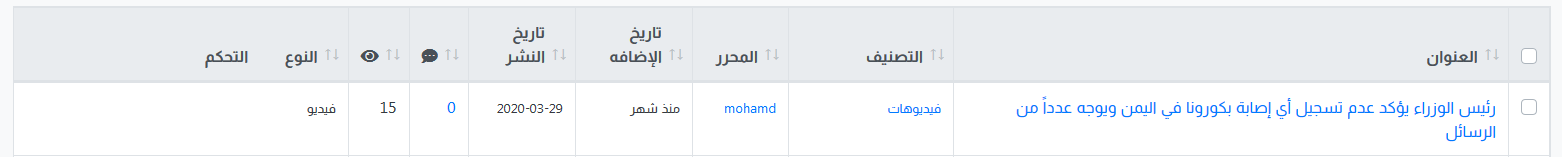 العنوان
التصنيف
المحرر
تاريخ
الإضافه
تاريخ
النشر
النوع
التحكم
رئيس الوزراء يؤكد عدم تسجيل أي إصابة بكورونا في اليمن ويوجه عدداً من
الرسائل
فيديوهات
mohamd
منذ شهر
2020-03-29
0
15
فيديو